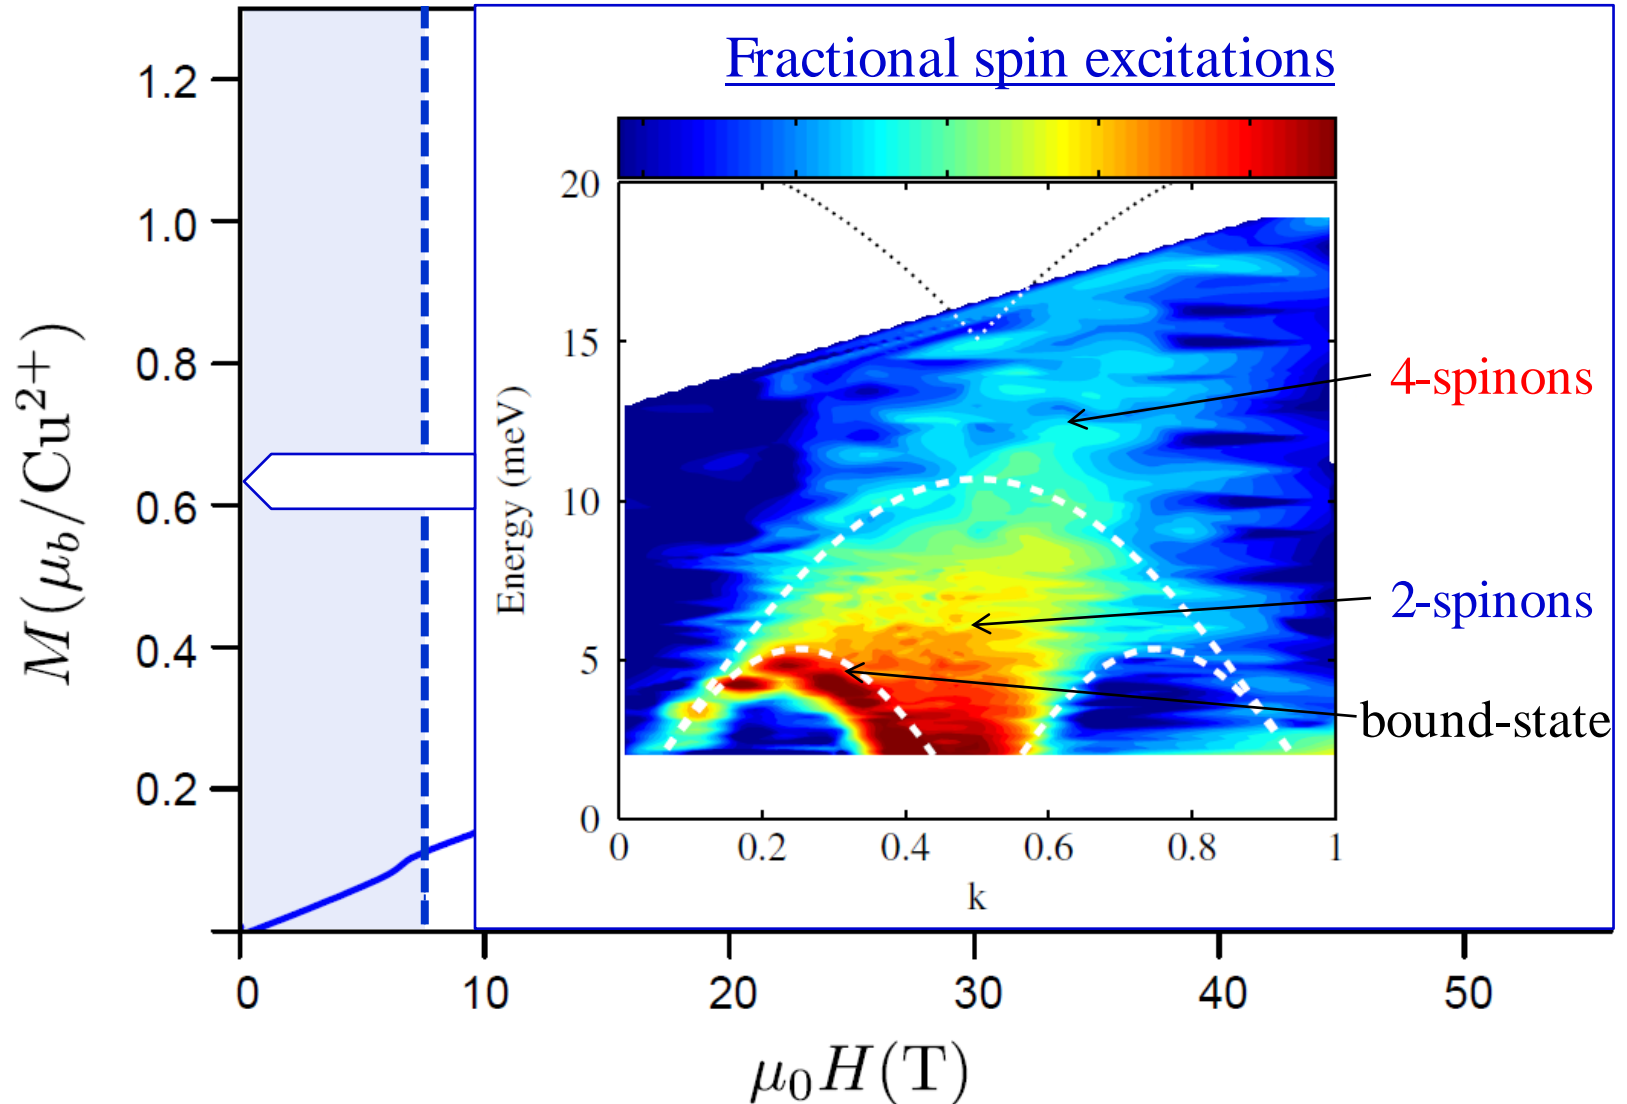 Fractional spin excitations
1.2
1.0
0.8
0.6
0.4
0.2
M(μb/Cu2+)
20
15
10
5
0
Energy (meV)
0 0.2 0.4 0.6 0.8 1
k
4-spinons
2-spinons
bound-state
0 10 20 30 40 50
μ0H(T)